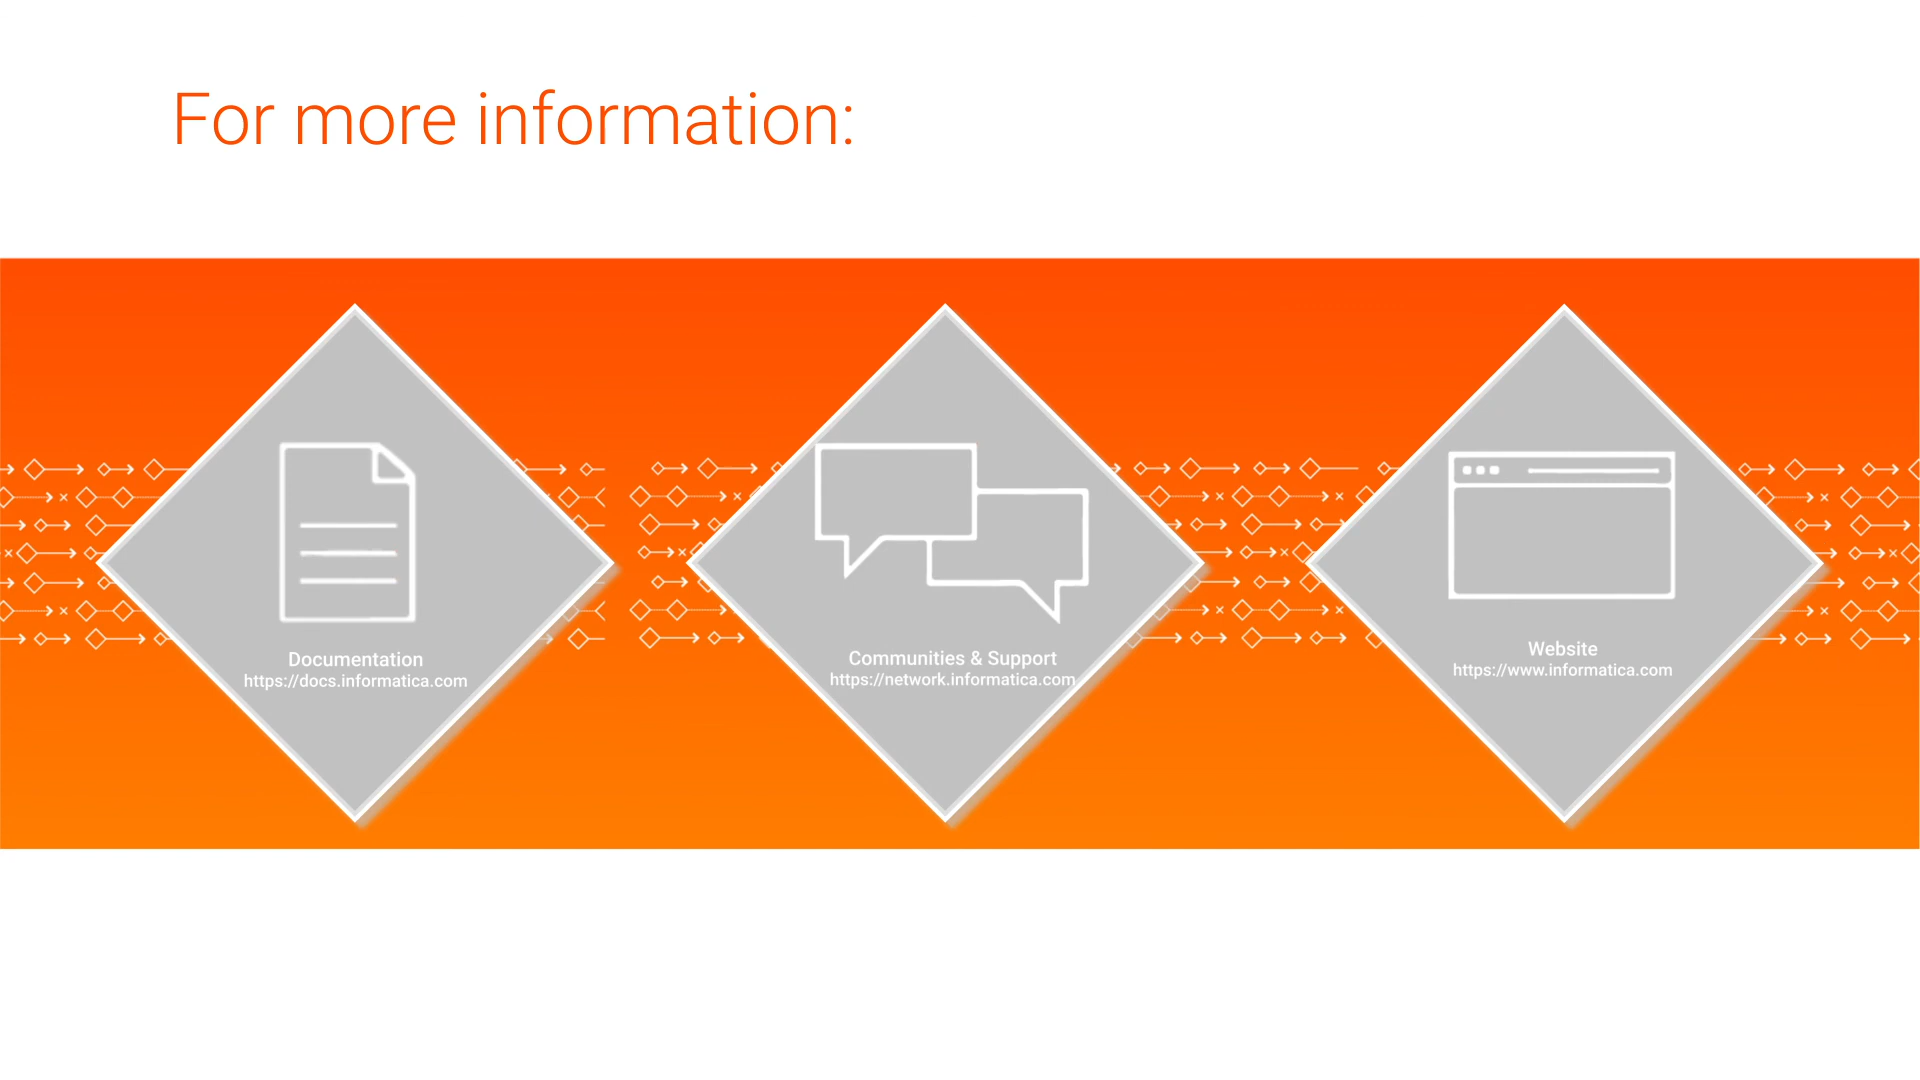 For more information:
Documentation
https://docs.informatica.com
Communities & Support
https://network.informatica.com
Website
https://www.informatica.com